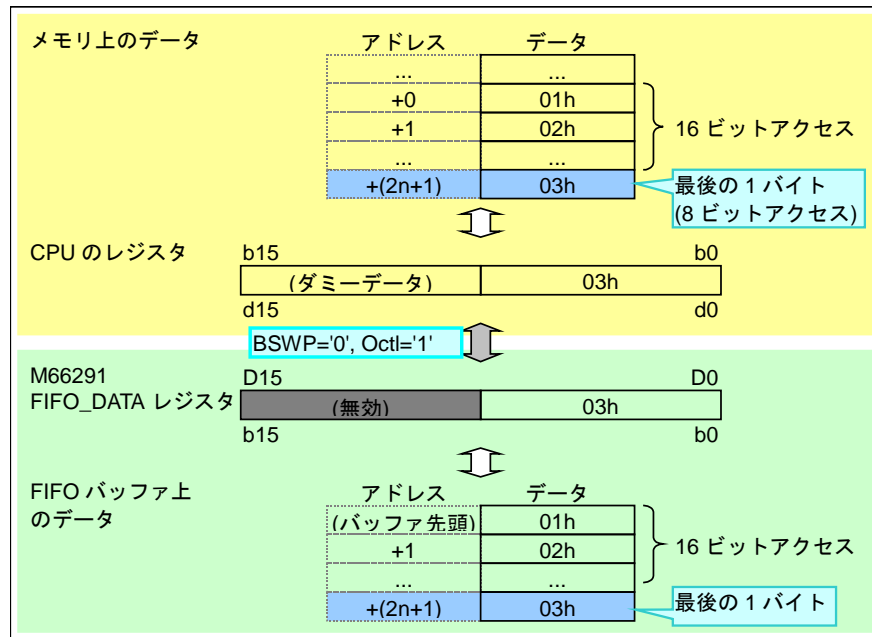 メモリ上のデータ
アドレス データ
... ...
+0 01h
+1 02h
16 ビットアクセス
... ...
+(2n+1) 03h
最後の 1 バイト
(8 ビットアクセス)
CPU のレジスタ
b15 b0
(ダミーデータ) 03h
d15 d0
BSWP='0', Octl='1'
M66291
FIFO_DATA レジスタ
D15 D0
(無効) 03h
b15 b0
FIFO バッファ上
のデータ
アドレス データ
(バッファ先頭) 01h
+1 02h
16 ビットアクセス
... ...
+(2n+1) 03h
最後の 1 バイト